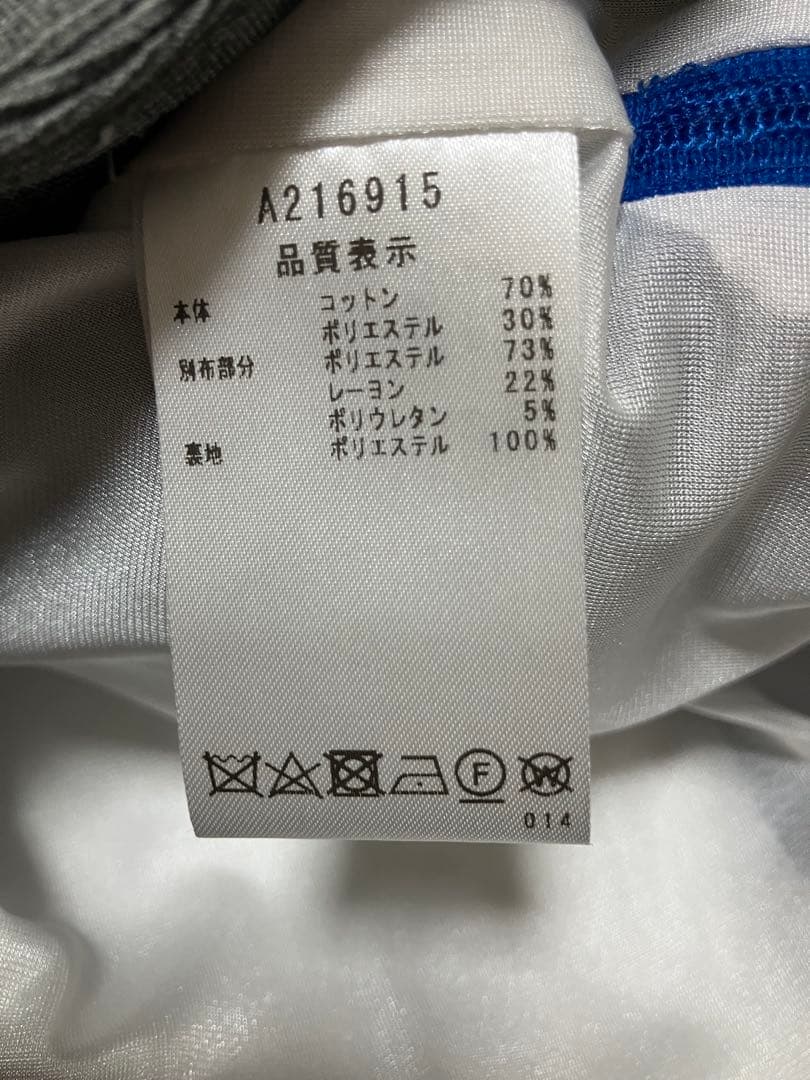 A216915
品質表示
本体 コットン 70%
ポリエステル 30%
別布部分 ポリエステル 73%
レーヨン 22%
ポリウレタン 5%
裏地 ポリエステル 100%
F W
014